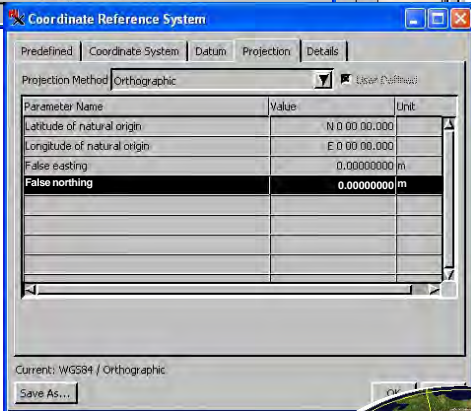 Coordinate Reference System
Predefined Coordinate System Datum Projection Details
Projection Method Orthographic User Defined
Parameter Name Value Unit
Latitude of natural origin N 0 00 00.000
Longitude of natural origin E 0 00 00.000
False easting 0.00000000 m
False northing 0.00000000 m
Current: WGS84 / Orthographic
Save As... OK